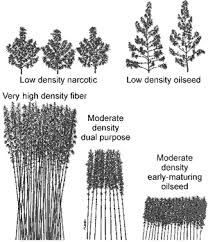 Low density narcotic
Low density oilseed
Very high density fiber
Moderate
density
dual purpose
Moderate
density
early-maturing
oilseed